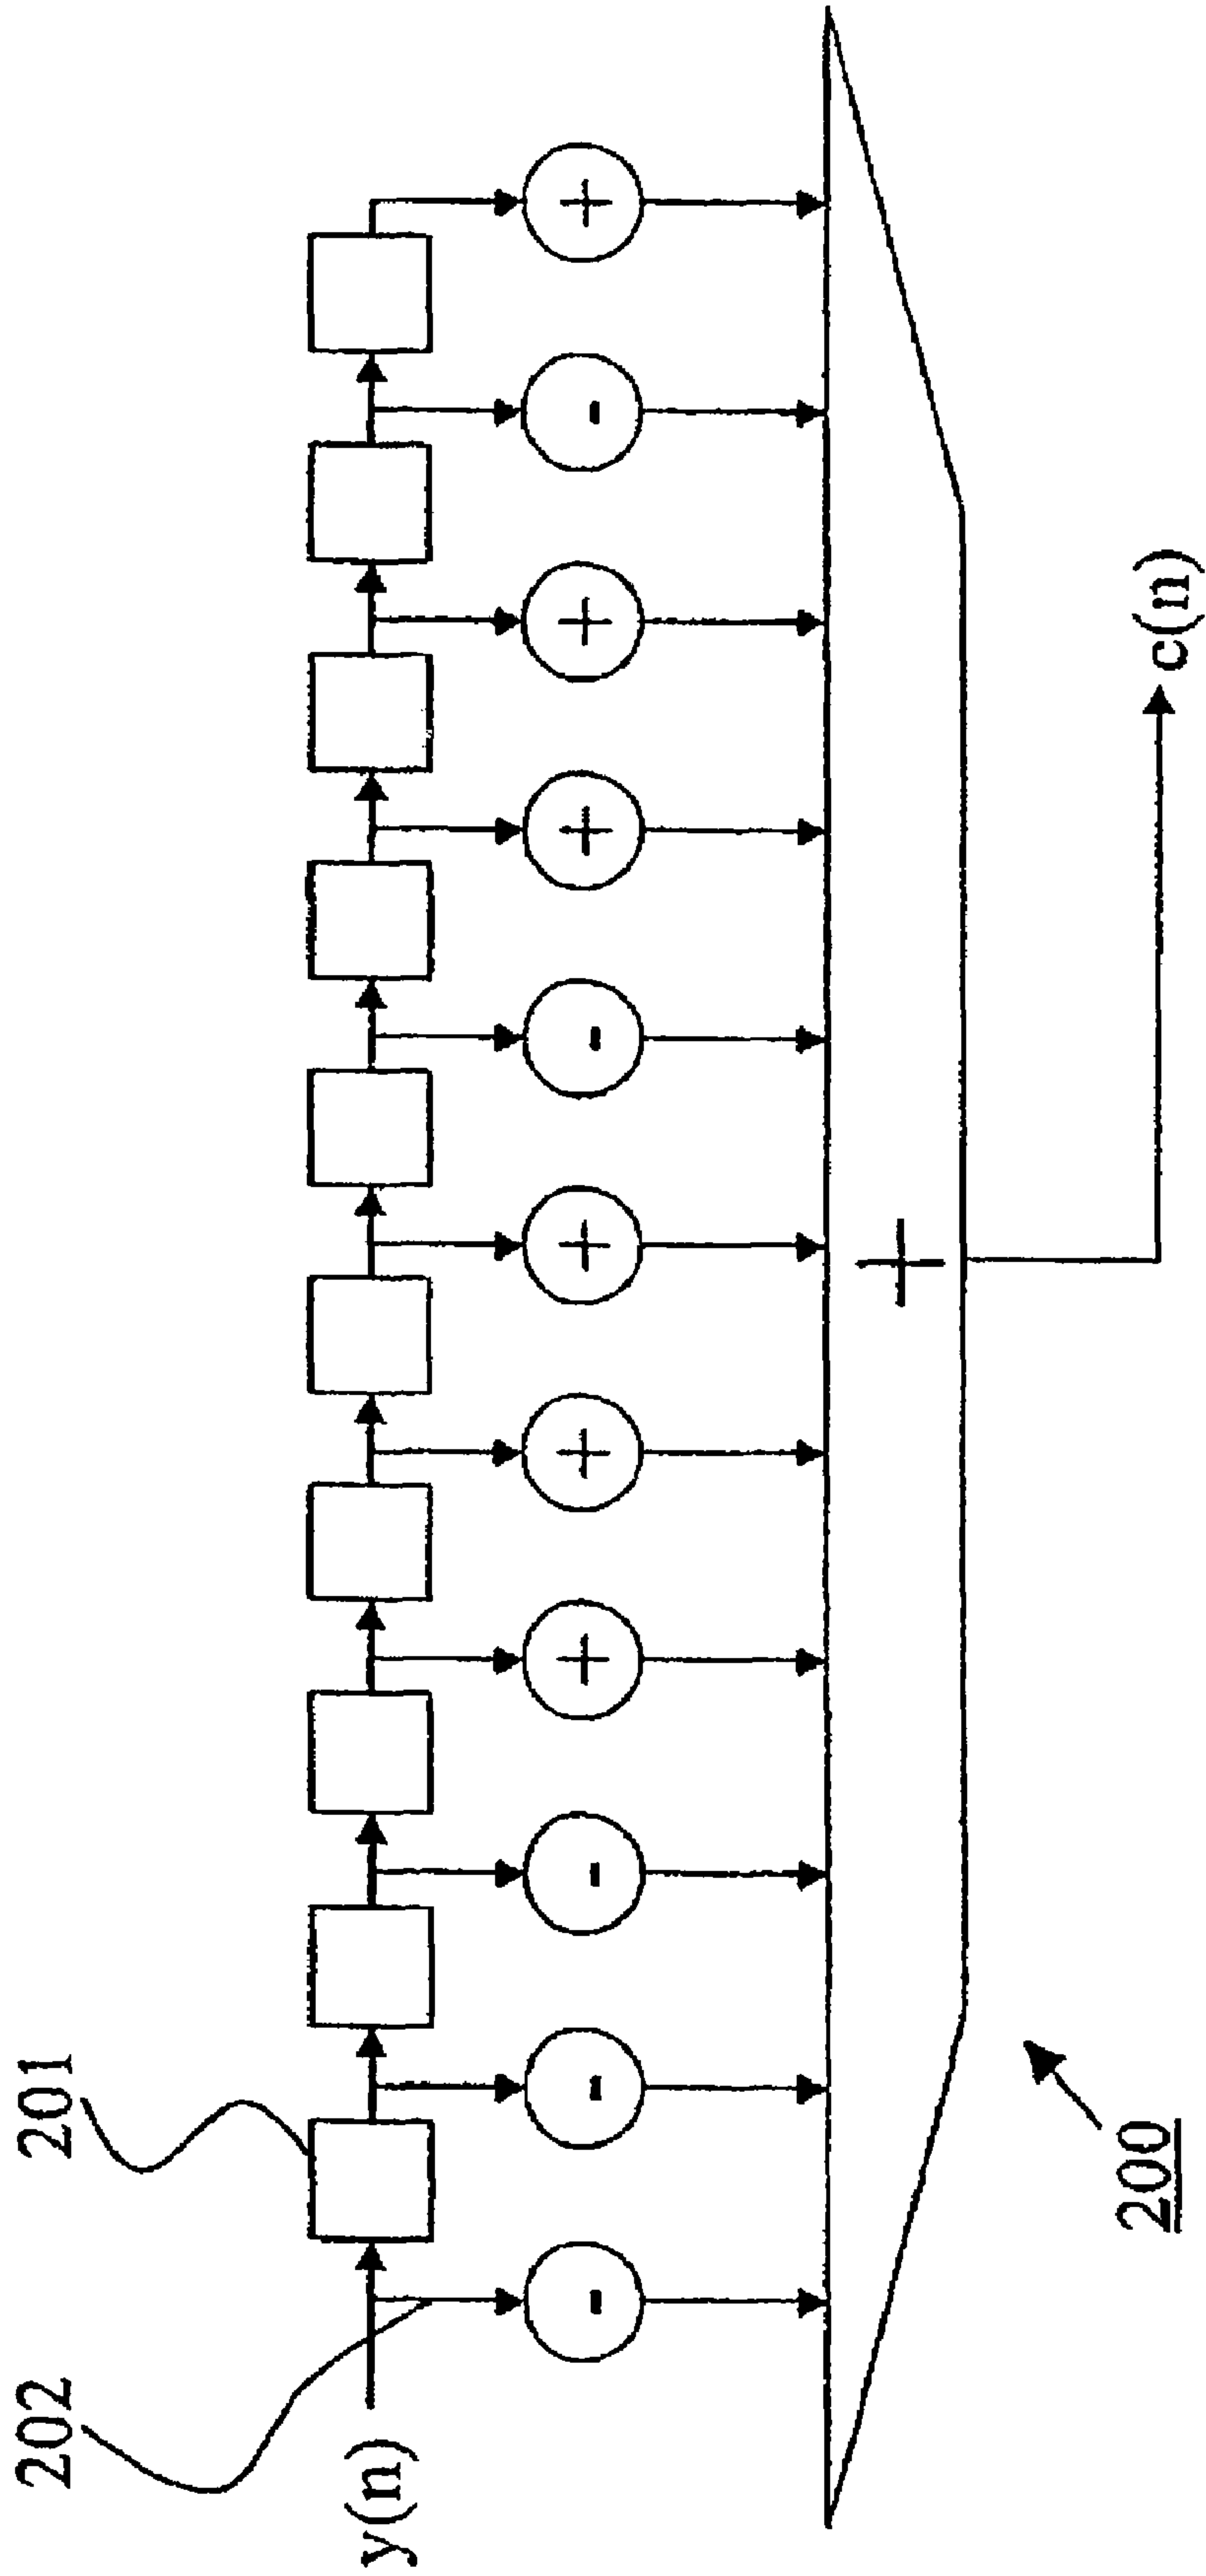 202
201
y(n)
- - - + + + - + + - +
+
c(n)
200